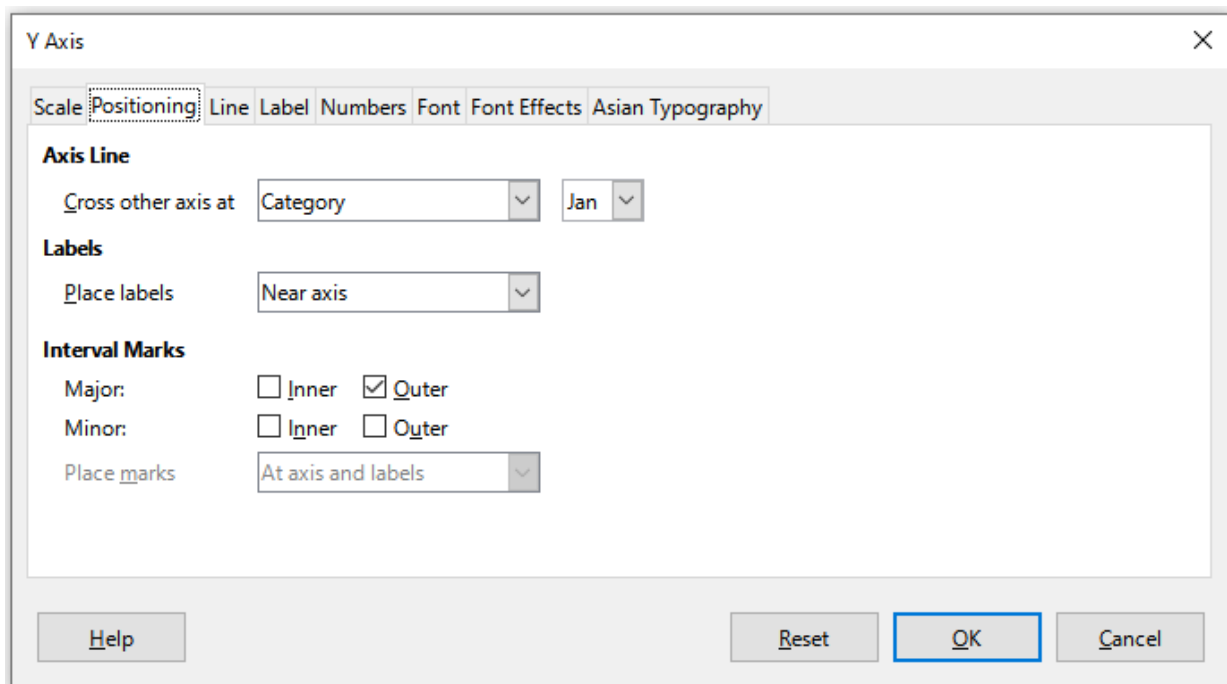 Y Axis
Scale Positioning Line Label Numbers Font Font Effects Asian Typography
Axis Line
Cross other axis at Category Jan
Labels
Place labels Near axis
Interval Marks
Major: Inner Outer
Minor: Inner Outer
Place marks At axis and labels
Help Reset OK Cancel